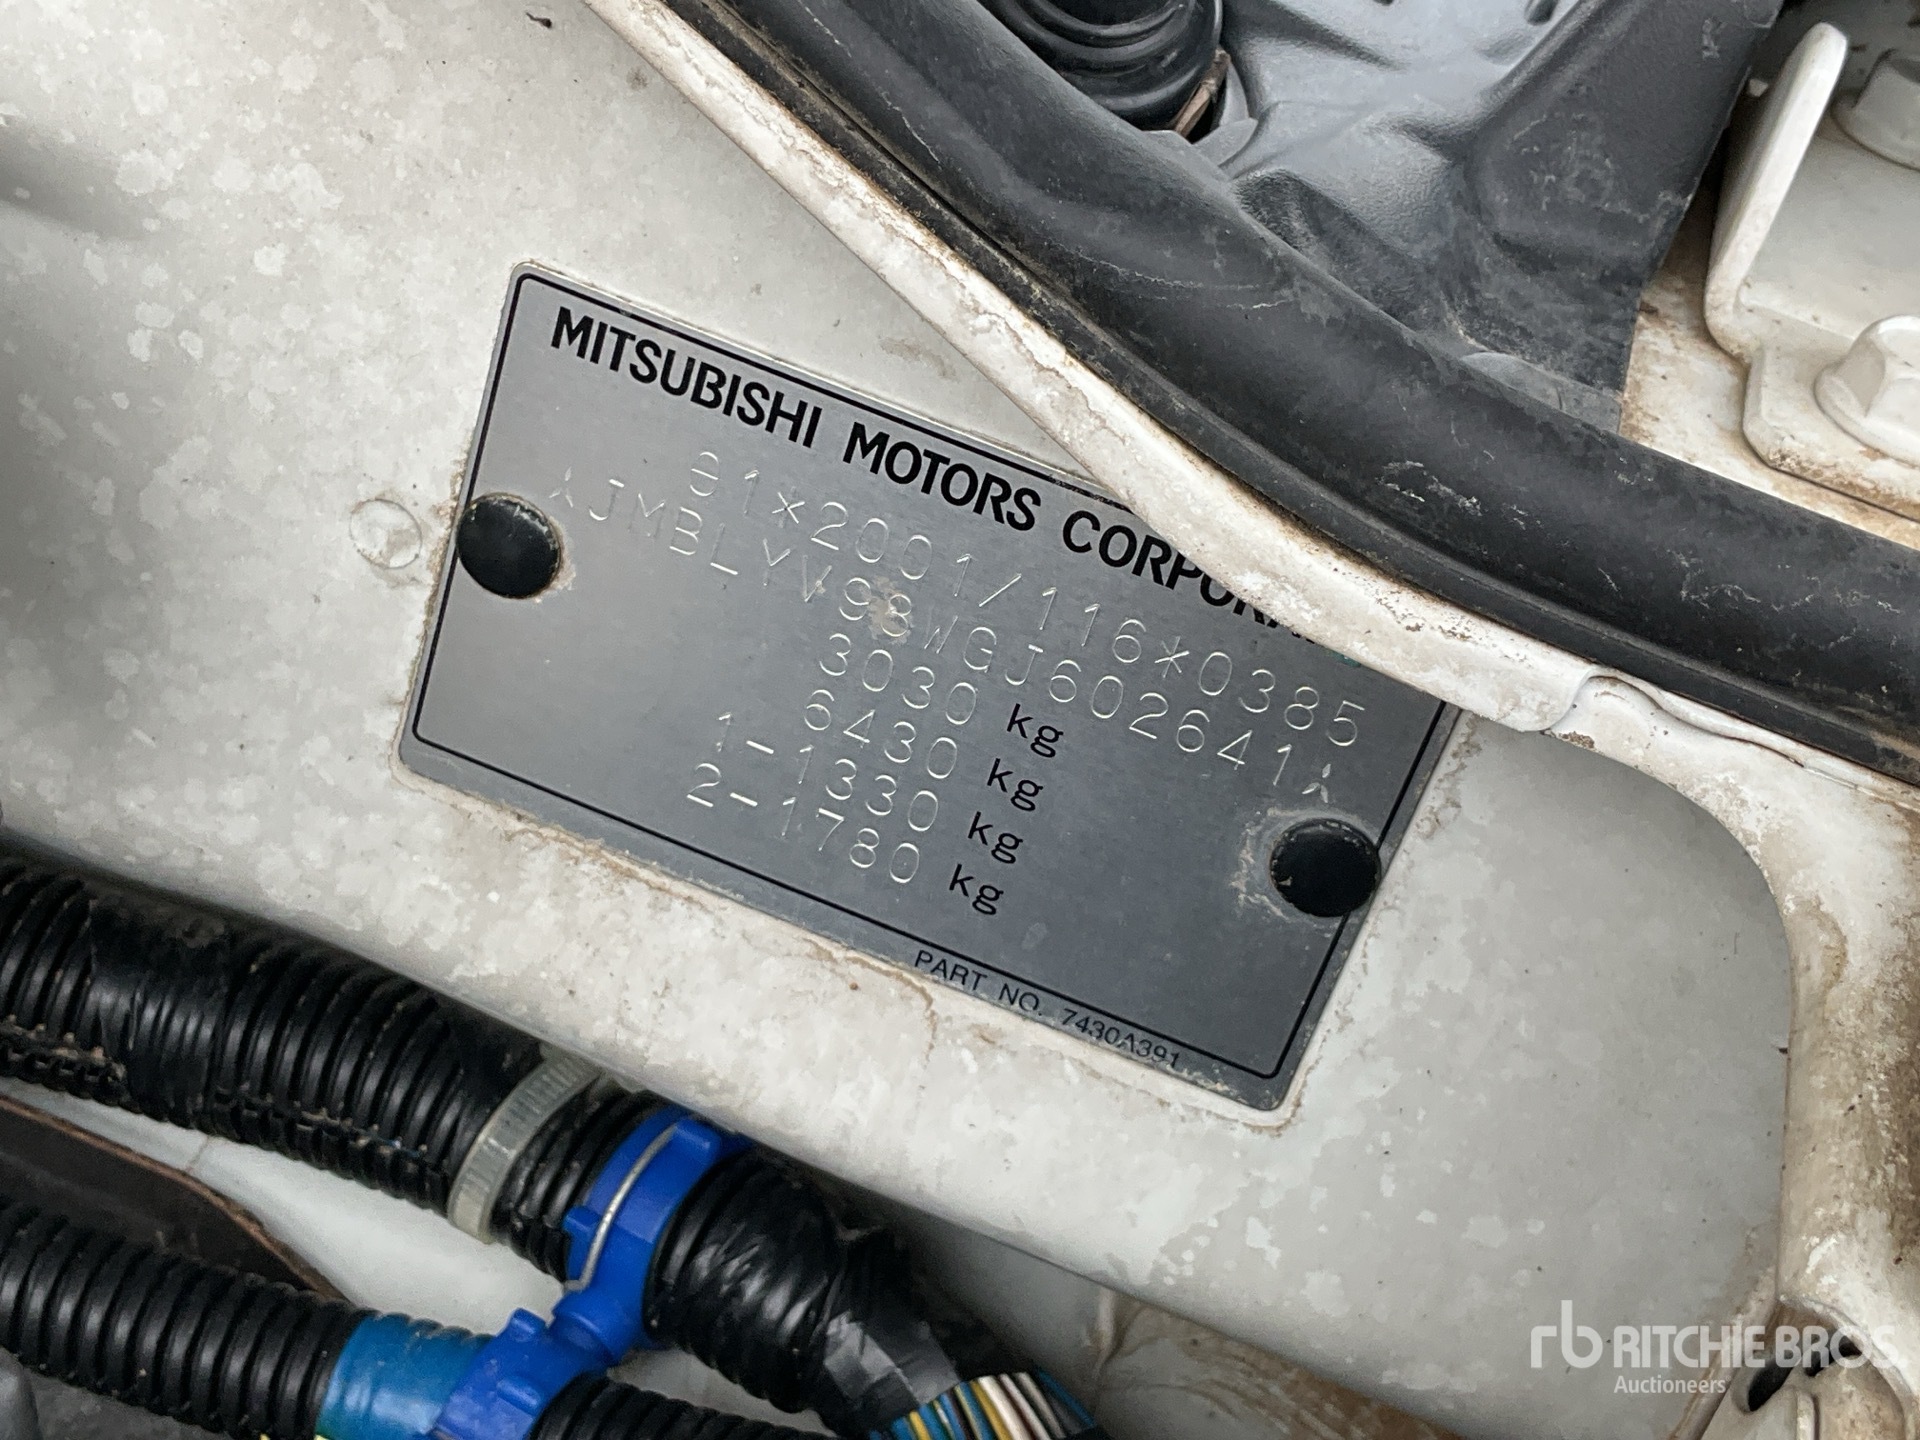 MITSUBISHI MOTORS CORPORA
e1*2001/116*0385
*JMBLYV98WGJ602641*
3030 kg
6430 kg
1-1330 kg
2-1780 kg
PART NO. 7430A391
rb RITCHIE BROS
Auctioneers